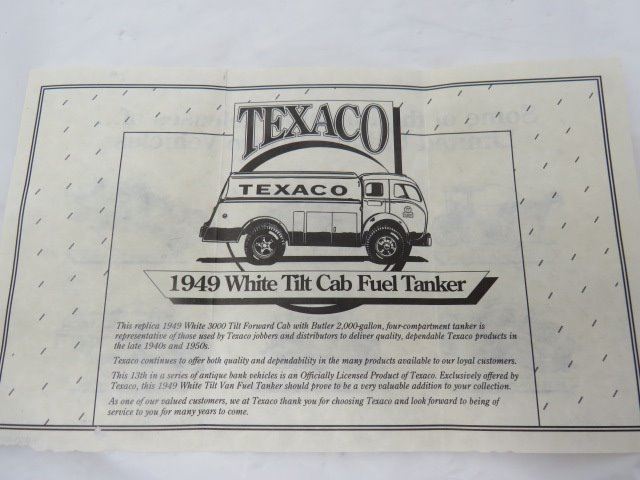 TEXACO
TEXACO
1949 White Tilt Cab Fuel Tanker
This replica 1949 White 3000 Tilt Forward Cab with Butler 2,000-gallon, four-compartment tanker is
representative of those used by Texaco jobbers and distributors to deliver quality, dependable Texaco products in
the late 1940s and 1950s.
Texaco continues to offer both quality and dependability in the many products available to our loyal customers.
This 13th in a series of antique bank vehicles is an Officially Licensed Product of Texaco. Exclusively offered by
Texaco, this 1949 White Tilt Van Fuel Tanker should prove to be a very valuable addition to your collection.
As one of our valued customers, we at Texaco thank you for choosing Texaco and look forward to being of
service to you for many years to come.